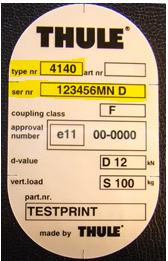 THULE®
type nr 4140 art nr
ser nr 123456MN D
coupling class F
approval number e11 00-0000
d-value D 12 kN
vert.load S 100 kg
part.nr.
TESTPRINT
made by THULE®